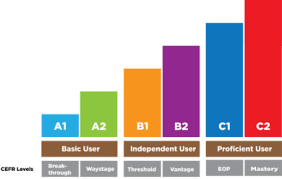 A1 A2 B1 B2 C1 C2
Basic User Independent User Proficient User
CEFR Levels Break-through Waystage Threshold Vantage EOP Mastery